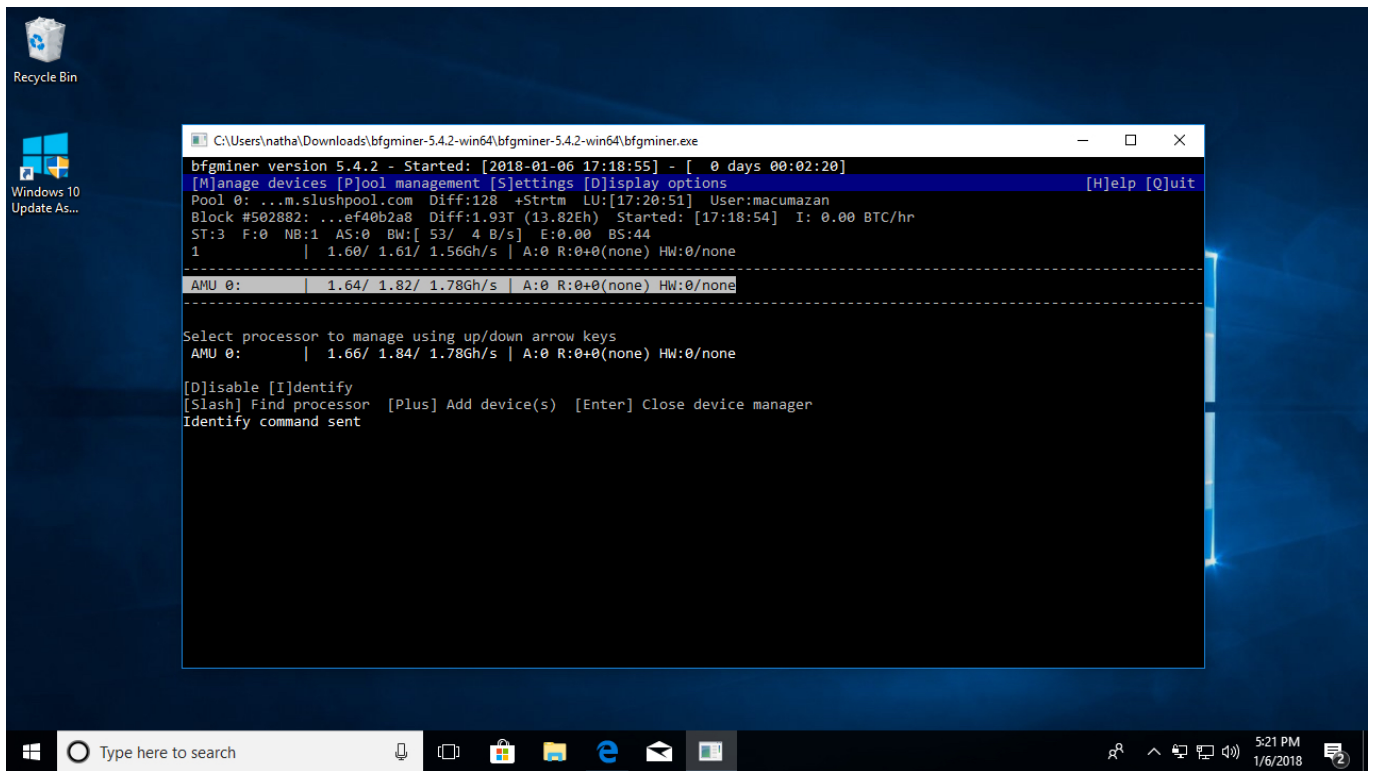 Recycle Bin
Windows 10
Update As...
C:\Users\natha\Downloads\bfgminer-5.4.2-win64\bfgminer-5.4.2-win64\bfgminer.exe
bfgminer version 5.4.2 - Started: [2018-01-06 17:18:55] - [  0 days 00:02:20]
[M]anage devices [P]ool management [S]ettings [D]isplay options [H]elp [Q]uit
Pool 0: ...m.slushpool.com  Diff:128  +Strtm  LU:[17:20:51]  User:macumazan
Block #502882: ...ef40b2a8  Diff:1.93T (13.82Eh)  Started: [17:18:54]  I: 0.00 BTC/hr
ST:3  F:0  NB:1  AS:0  BW:[ 53/  4 B/s]  E:0.00  BS:44
1            |  1.60/ 1.61/ 1.56Gh/s | A:0 R:0+0(none) HW:0/none
AMU 0:       |  1.64/ 1.82/ 1.78Gh/s | A:0 R:0+0(none) HW:0/none
Select processor to manage using up/down arrow keys
AMU 0:       |  1.66/ 1.84/ 1.78Gh/s | A:0 R:0+0(none) HW:0/none
[D]isable [I]dentify
[Slash] Find processor  [Plus] Add device(s)  [Enter] Close device manager
Identify command sent
Type here to search
5:21 PM
1/6/2018
2